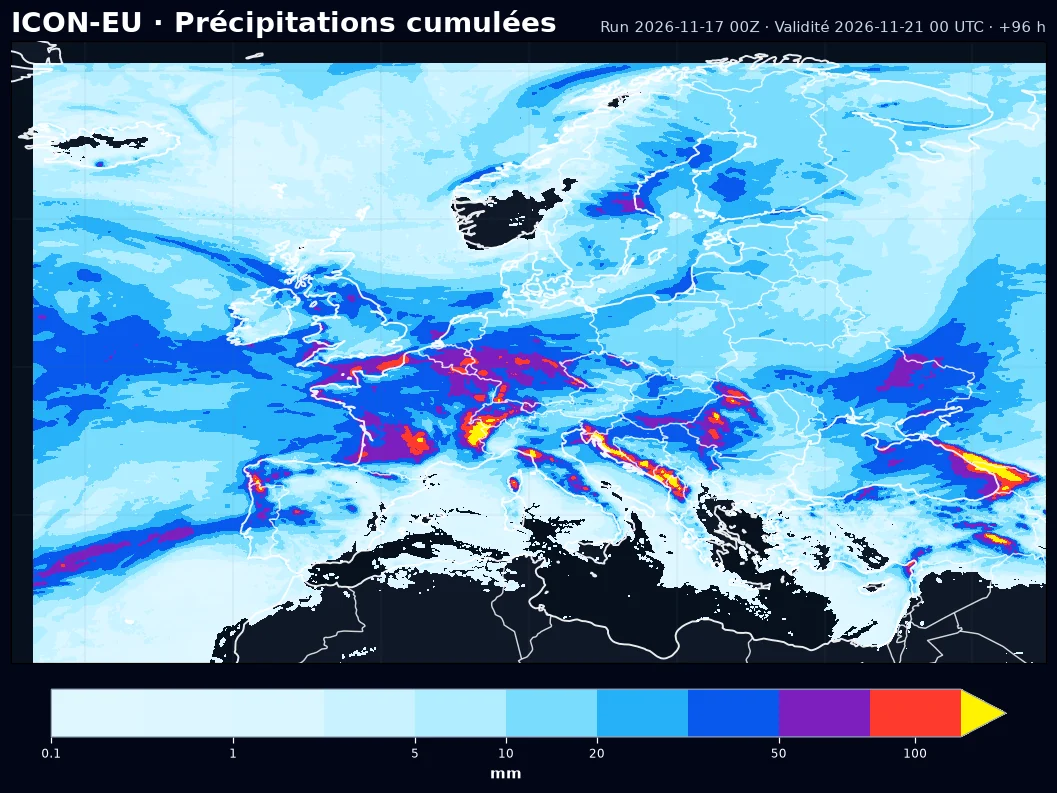 ICON-EU · Précipitations cumulées
Run 2026-11-17 00Z · Validité 2026-11-21 00 UTC · +96 h
0.1 1 5 10 20 50 100
mm